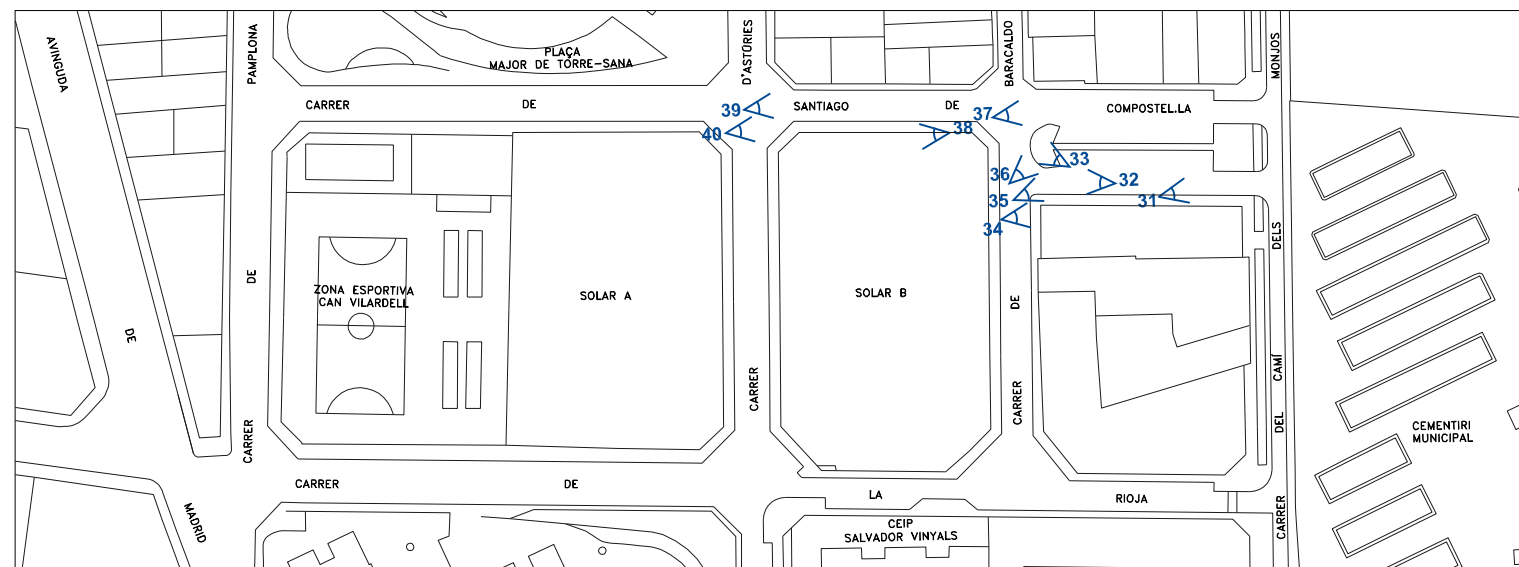 AVINGUDA
DE
MADRID
CARRER
DE
PAMPLONA
PLAÇA
MAJOR DE TORRE-SANA
CARRER
D'ASTÚRIES
BARACALDO
DE
CARRER
MONJOS
DELS
CAMÍ
DEL
CARRER
CARRER
DE
SANTIAGO
DE
COMPOSTEL.LA
39
40
38
37
36
35
34
33
32
31
ZONA ESPORTIVA
CAN VILARDELL
SOLAR A
SOLAR B
CEMENTIRI
MUNICIPAL
CARRER
DE
LA
RIOJA
CEIP
SALVADOR VINYALS